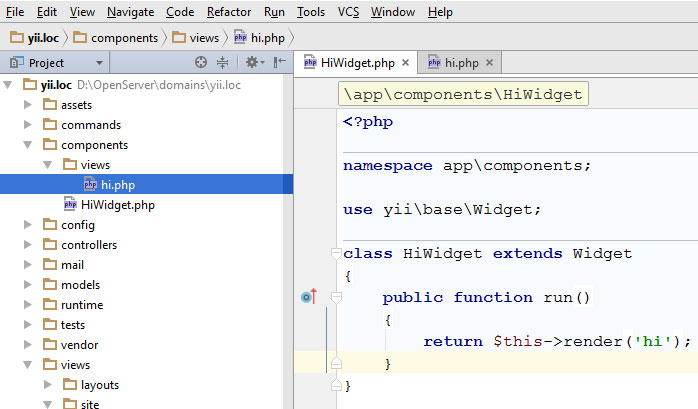 File Edit View Navigate Code Refactor Run Tools VCS Window Help
yii.loc components views hi.php
Project
HiWidget.php hi.php
yii.loc D:\OpenServer\domains\yii.loc
assets
commands
components
views
hi.php
HiWidget.php
config
controllers
mail
models
runtime
tests
vendor
views
layouts
site
\app\components\HiWidget
<?php
namespace app\components;
use yii\base\Widget;
class HiWidget extends Widget
{
public function run()
{
return $this->render('hi');
}
}